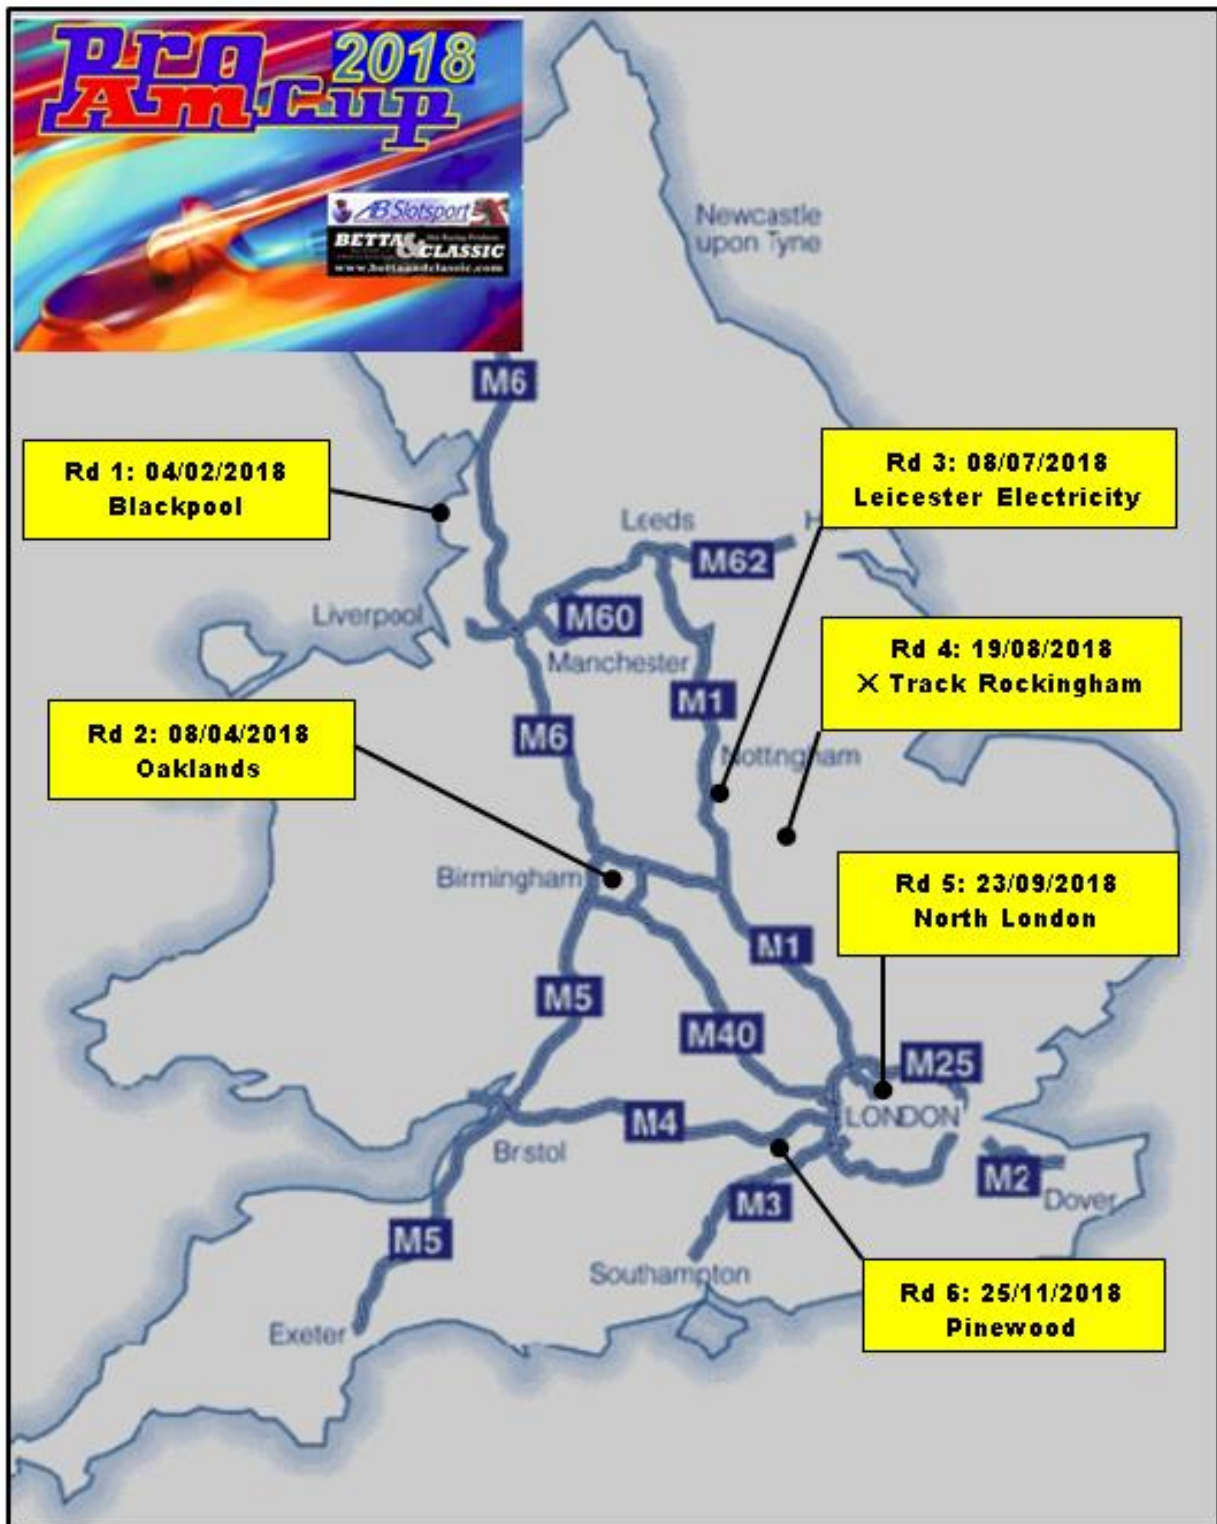 Pro
2018
Am Cup
AB Slotsport
BETTA & CLASSIC
www.bettaandclassic.com
Newcastle
upon Tyne
M6
Rd 1: 04/02/2018
Blackpool
Rd 3: 08/07/2018
Leicester Electricity
Leeds
M62
Liverpool
M60
Manchester
Rd 4: 19/08/2018
X Track Rockingham
M1
Rd 2: 08/04/2018
Oaklands
M6
Nottingham
Birmingham
Rd 5: 23/09/2018
North London
M1
M5
M40
M25
LONDON
M4
Bristol
M2
Dover
M3
M5
Southampton
Exeter
Rd 6: 25/11/2018
Pinewood